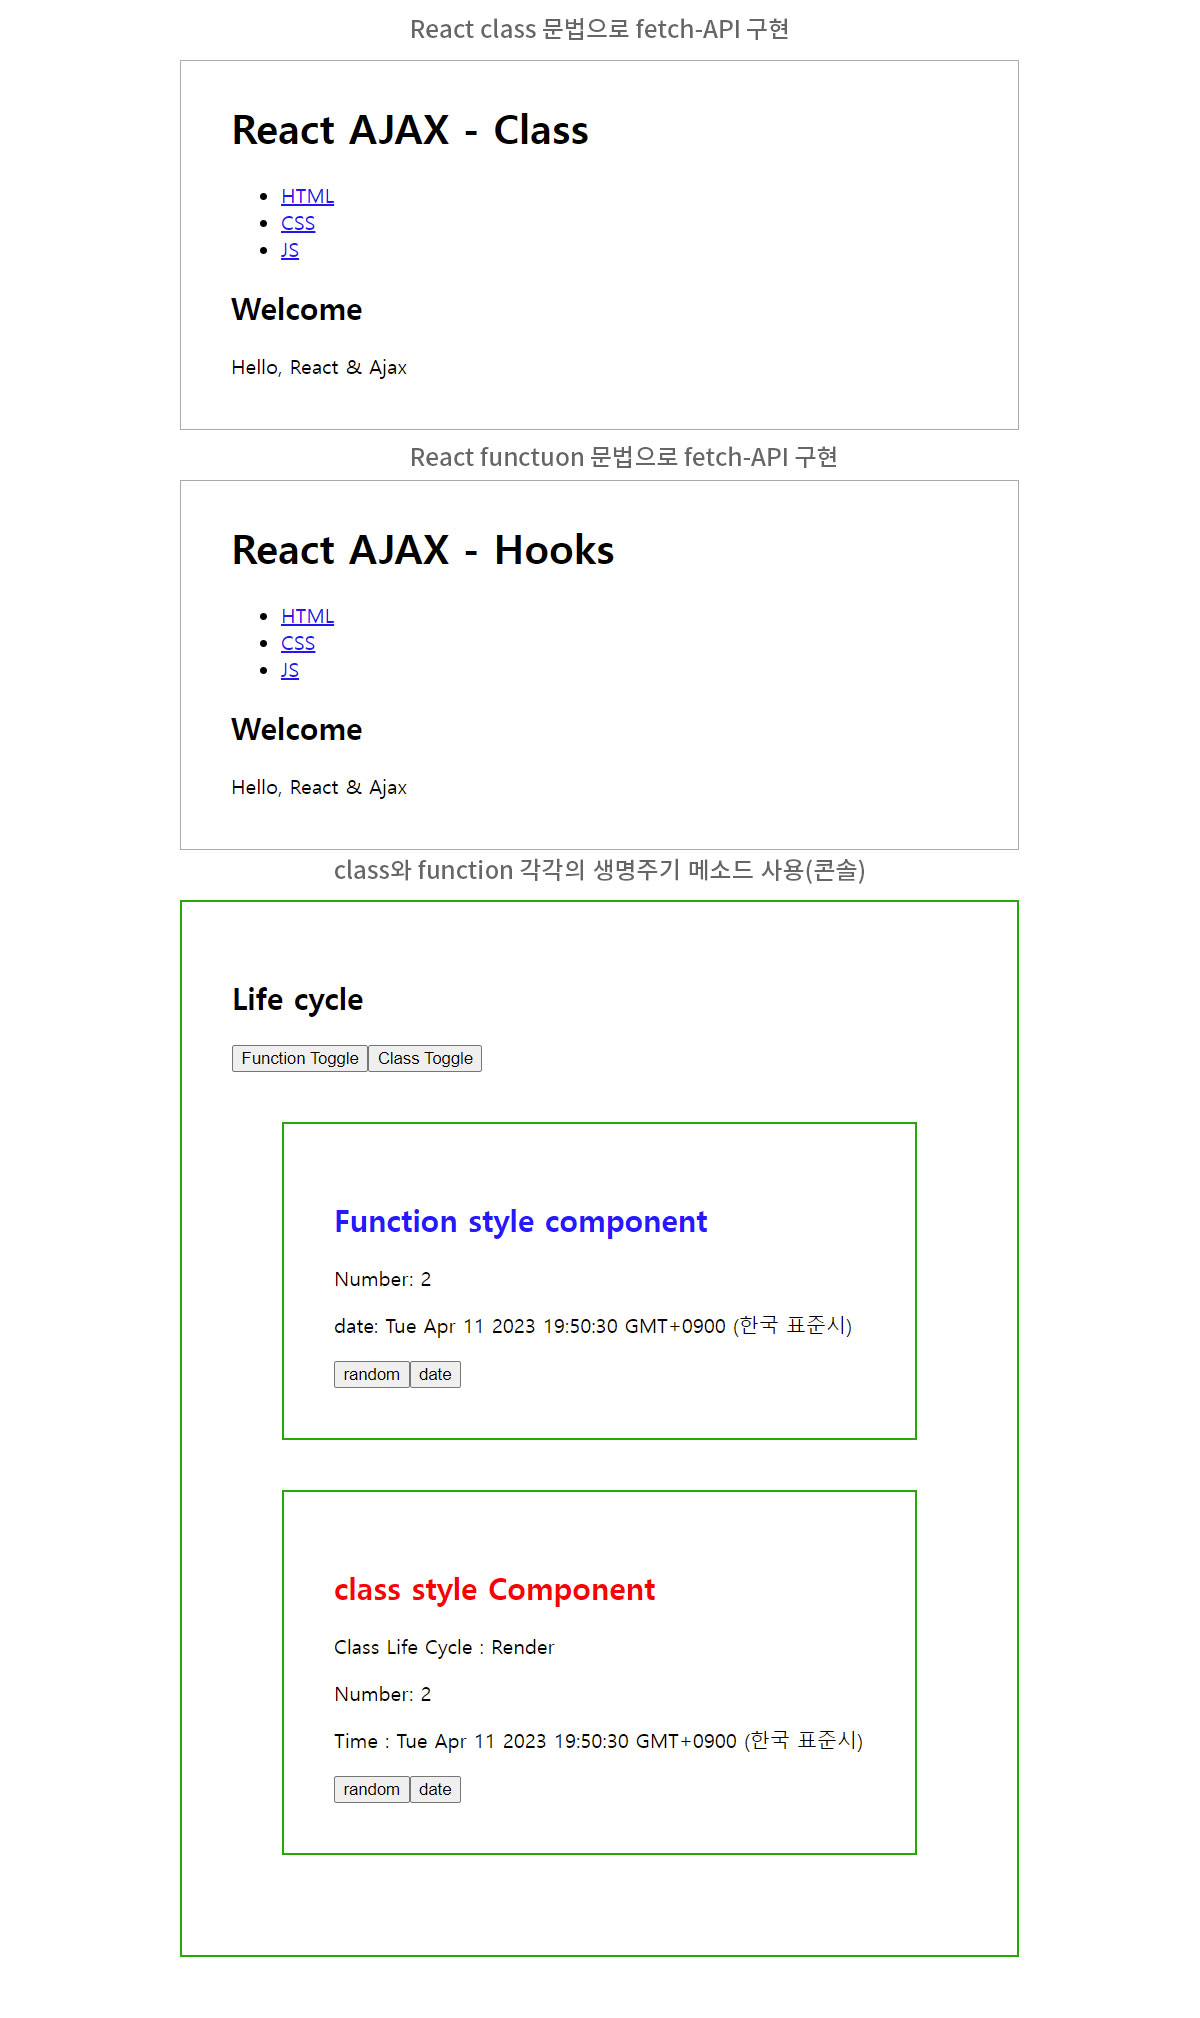 React class 문법으로 fetch-API 구현
React AJAX - Class
HTML
CSS
JS
Welcome
Hello, React & Ajax
React functuon 문법으로 fetch-API 구현
React AJAX - Hooks
HTML
CSS
JS
Welcome
Hello, React & Ajax
class와 function 각각의 생명주기 메소드 사용(콘솔)
Life cycle
Function Toggle Class Toggle
Function style component
Number: 2
date: Tue Apr 11 2023 19:50:30 GMT+0900 (한국 표준시)
random date
class style Component
Class Life Cycle : Render
Number: 2
Time : Tue Apr 11 2023 19:50:30 GMT+0900 (한국 표준시)
random date